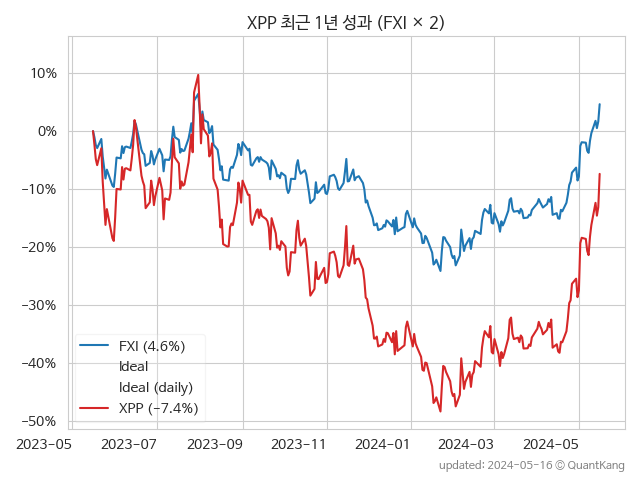 XPP 최근 1년 성과 (FXI × 2)
10%
0%
−10%
−20%
−30%
−40%
−50%
FXI (4.6%)
Ideal
Ideal (daily)
XPP (−7.4%)
2023-05 2023-07 2023-09 2023-11 2024-01 2024-03 2024-05
updated: 2024-05-16 © QuantKang